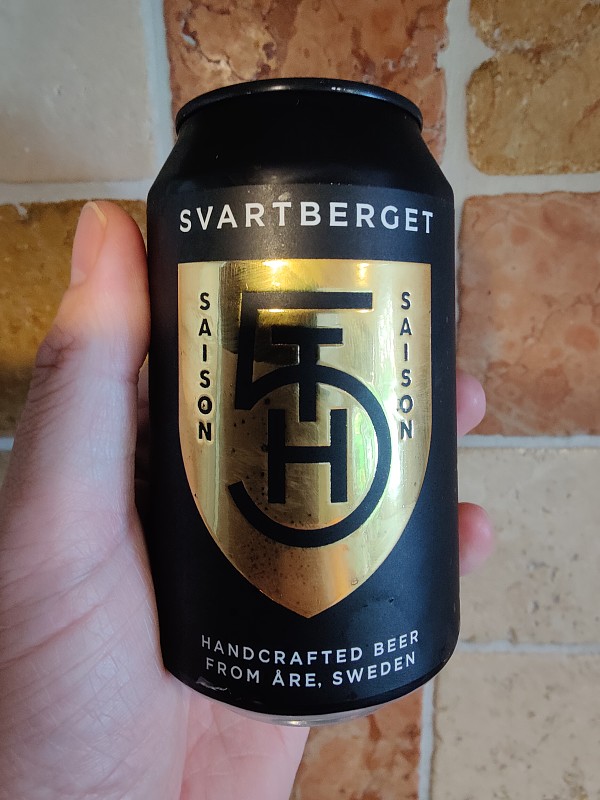 SVARTBERGET
SAISON
5TH
SAISON
HANDCRAFTED BEER
FROM ÅRE, SWEDEN